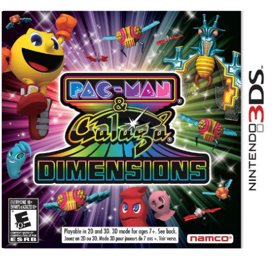 PAC-MAN
&
Galaga
DIMENSIONS
NINTENDO 3DS
EVERYONE 10+
E
ESRB
Playable in 2D and 3D. 3D mode for ages 7+. See back.
Jouez en 2D ou 3D. Mode 3D pour joueurs de 7 ans +. Voir verso.
namco